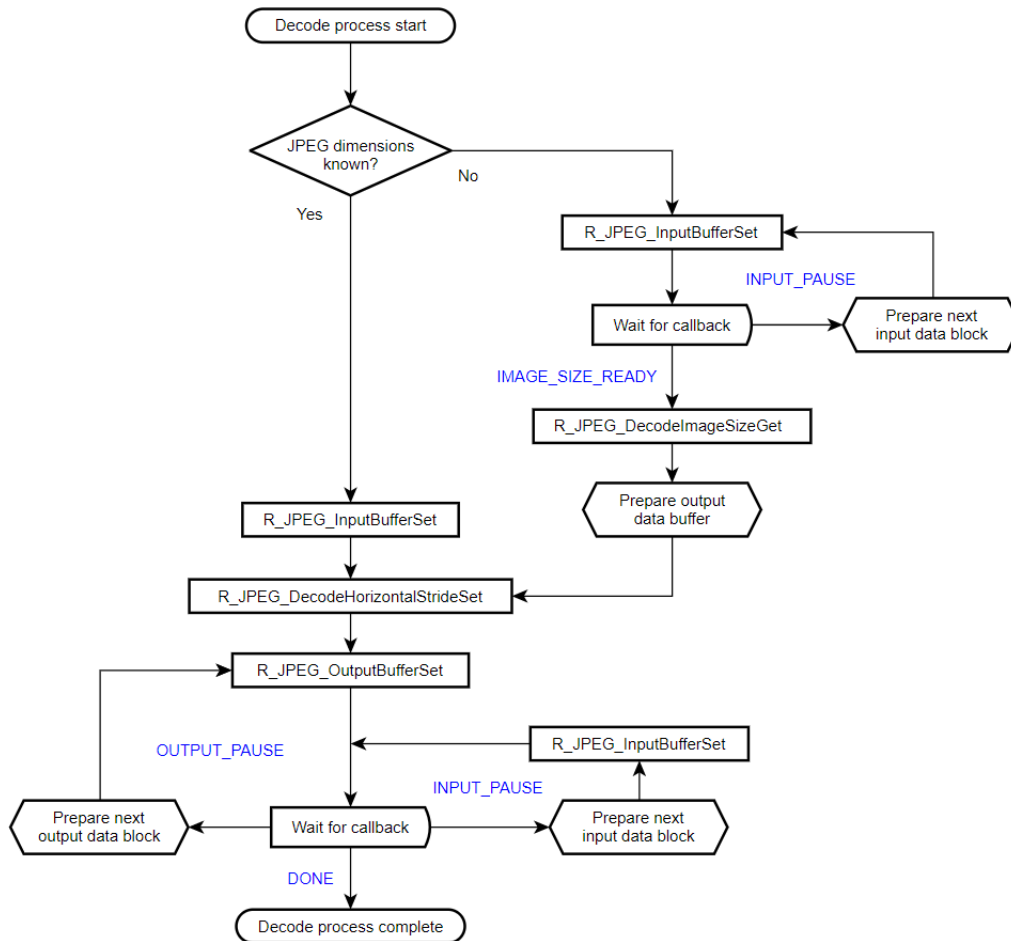 Decode process start
JPEG dimensions
known?
No
Yes
R_JPEG_InputBufferSet
INPUT_PAUSE
Wait for callback
Prepare next
input data block
IMAGE_SIZE_READY
R_JPEG_DecodeImageSizeGet
Prepare output
data buffer
R_JPEG_InputBufferSet
R_JPEG_DecodeHorizontalStrideSet
R_JPEG_OutputBufferSet
OUTPUT_PAUSE
R_JPEG_InputBufferSet
INPUT_PAUSE
Prepare next
output data block
Wait for callback
Prepare next
input data block
DONE
Decode process complete